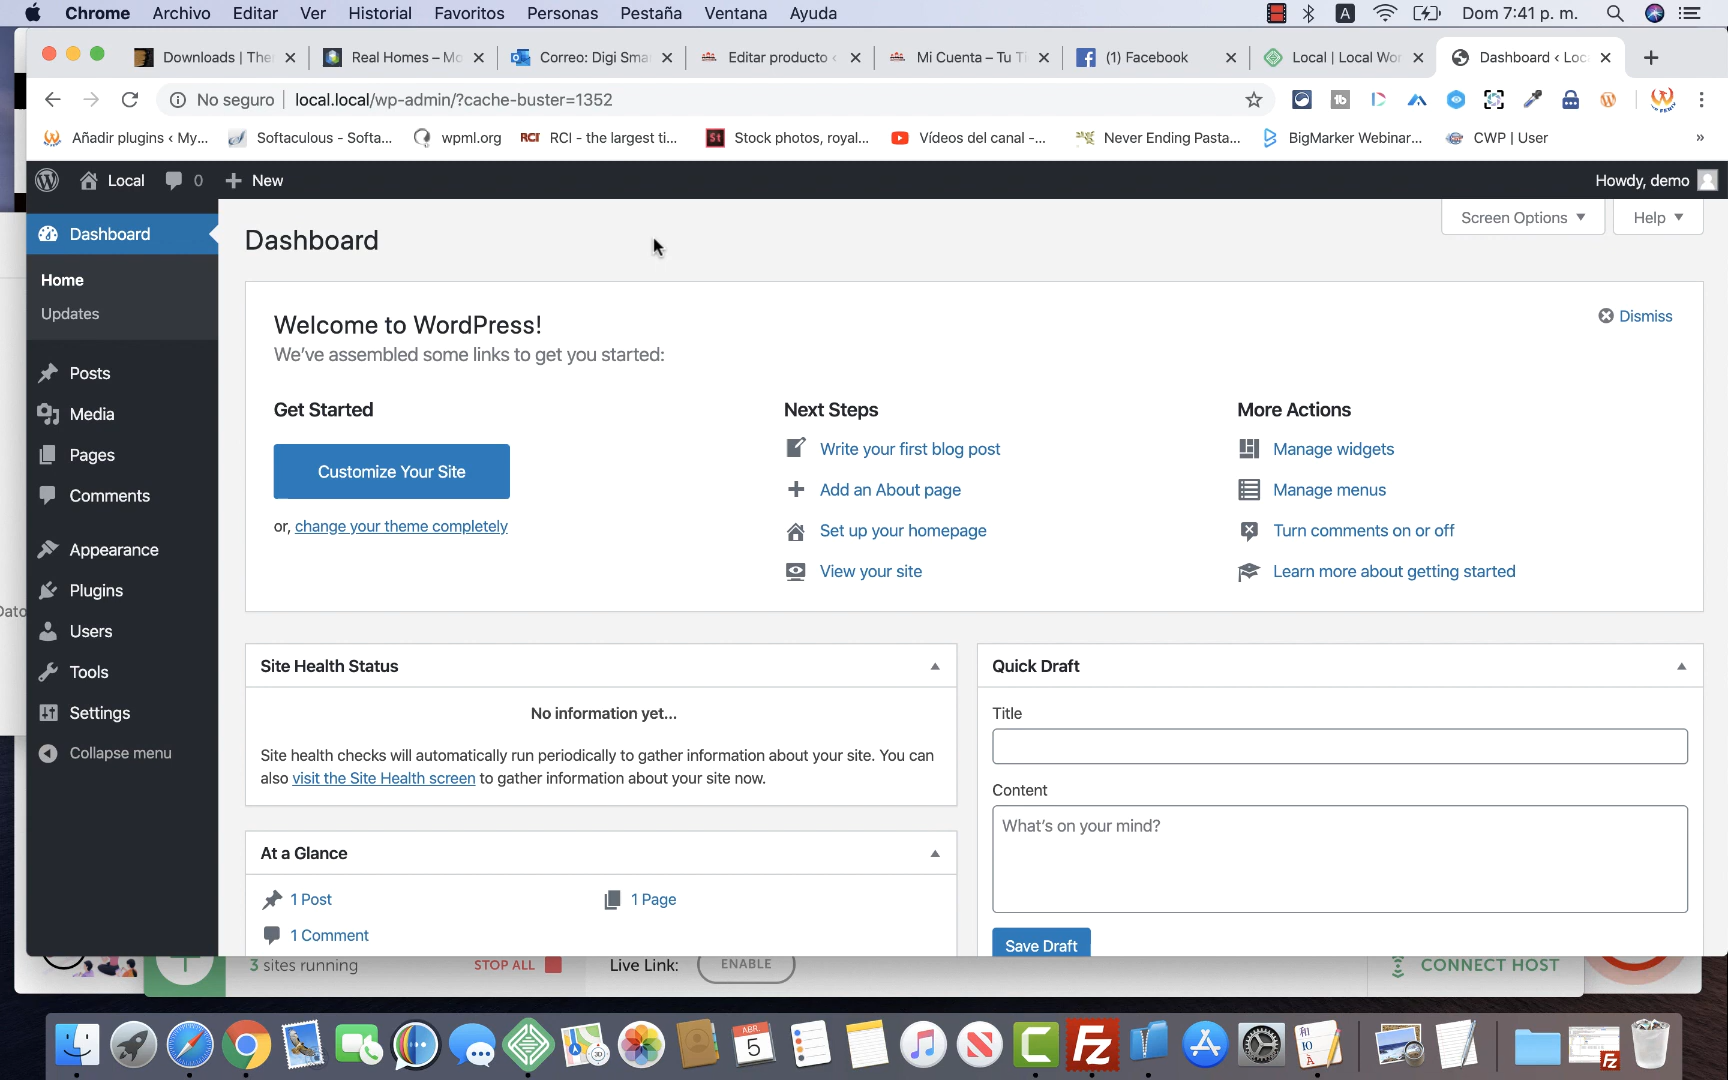 Chrome Archivo Editar Ver Historial Favoritos Personas Pestaña Ventana Ayuda A Dom 7:41 p. m.
Downloads | The Real Homes – Mo Correo: Digi Sma Editar producto ‹ Mi Cuenta – Tu Ti (1) Facebook Local | Local Wor Dashboard ‹ Loc
No seguro local.local/wp-admin/?cache-buster=1352
Añadir plugins ‹ My... Softaculous - Softa... wpml.org RCI RCI - the largest ti... St Stock photos, royal... Vídeos del canal -... Never Ending Pasta... BigMarker Webinar... CWP | User »
Local 0 New Howdy, demo
Screen Options Help
Dashboard
Home
Updates
Posts
Media
Pages
Comments
Appearance
Plugins
Users
Tools
Settings
Collapse menu
Dashboard
Welcome to WordPress!
We've assembled some links to get you started:
Dismiss
Get Started
Customize Your Site
or, change your theme completely
Next Steps
Write your first blog post
Add an About page
Set up your homepage
View your site
More Actions
Manage widgets
Manage menus
Turn comments on or off
Learn more about getting started
Site Health Status
No information yet...
Site health checks will automatically run periodically to gather information about your site. You can
also visit the Site Health screen to gather information about your site now.
At a Glance
1 Post 1 Page
1 Comment
Quick Draft
Title
Content
What's on your mind?
Save Draft
Dato
3 sites running STOP ALL Live Link: ENABLE CONNECT HOST
ABR.
5
3D